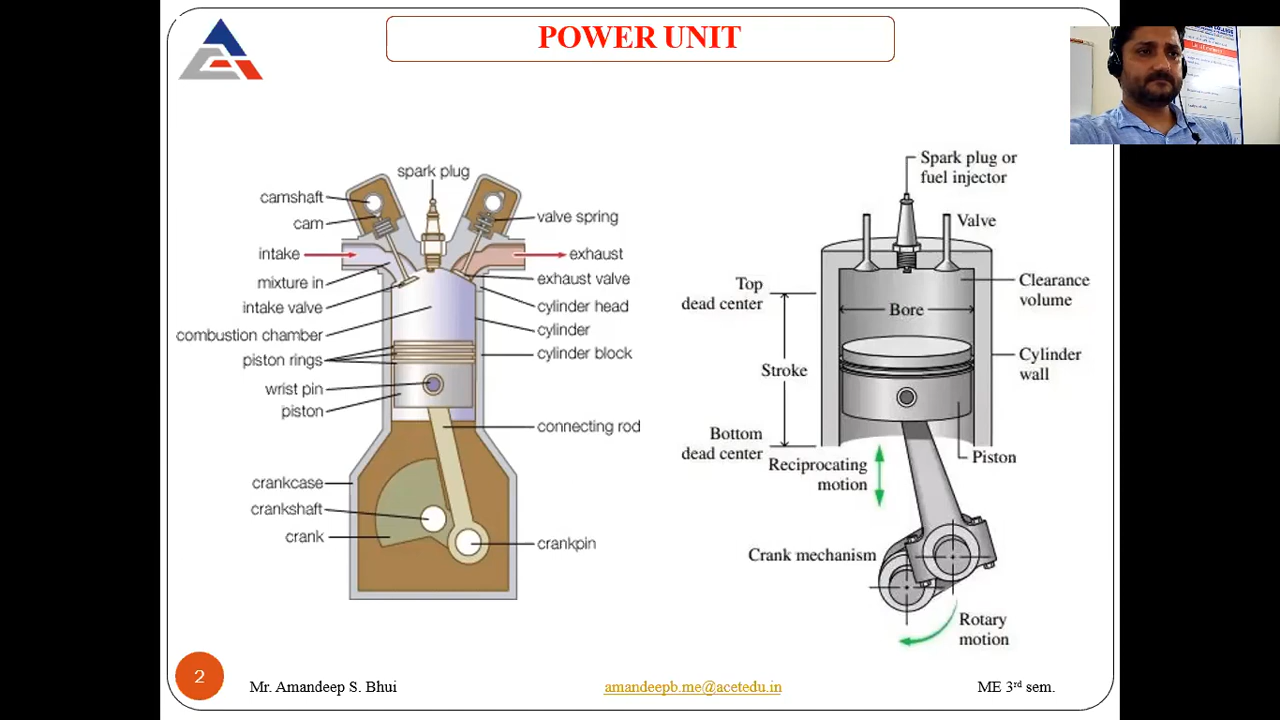 POWER UNIT
spark plug
camshaft
cam
intake
mixture in
intake valve
combustion chamber
piston rings
wrist pin
piston
crankcase
crankshaft
crank
valve spring
exhaust
exhaust valve
cylinder head
cylinder
cylinder block
connecting rod
crankpin
Spark plug or
fuel injector
Valve
Top
dead center
Clearance
volume
Bore
Stroke
Cylinder
wall
Bottom
dead center
Reciprocating
motion
Piston
Crank mechanism
Rotary
motion
2
Mr. Amandeep S. Bhui
amandeepb.me@acetedu.in
ME 3rd sem.